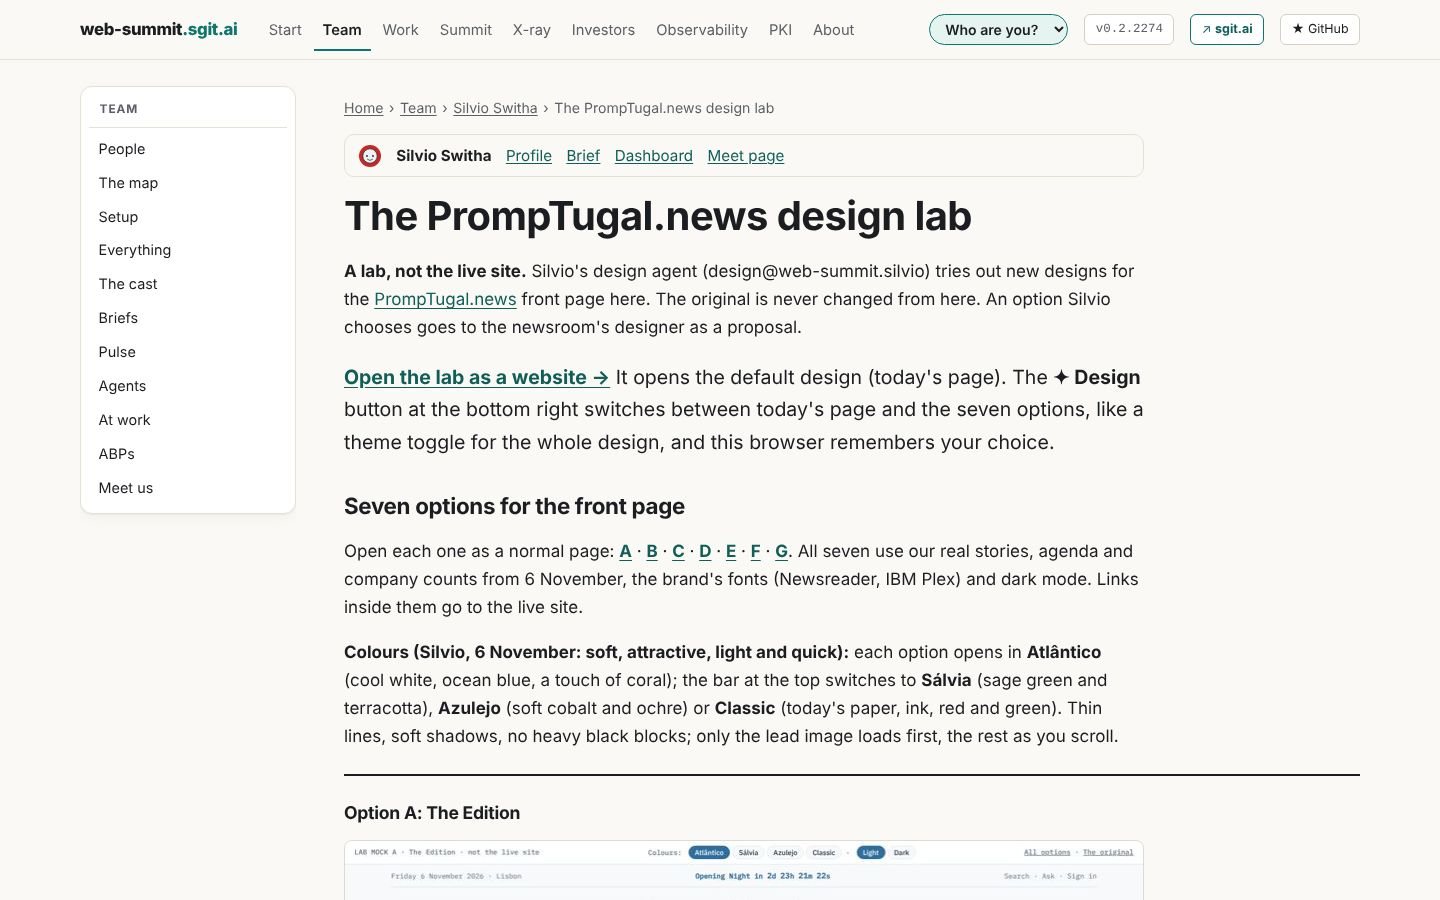 web-summit.sgit.ai
Start Team Work Summit X-ray Investors Observability PKI About
Who are you?
v0.2.2274
↗ sgit.ai
★ GitHub
TEAM
People
The map
Setup
Everything
The cast
Briefs
Pulse
Agents
At work
ABPs
Meet us
Home › Team › Silvio Switha › The PrompTugal.news design lab
Silvio Switha Profile Brief Dashboard Meet page
The PrompTugal.news design lab
A lab, not the live site. Silvio's design agent (design@web-summit.silvio) tries out new designs for
the PrompTugal.news front page here. The original is never changed from here. An option Silvio
chooses goes to the newsroom's designer as a proposal.
Open the lab as a website → It opens the default design (today's page). The ✦ Design
button at the bottom right switches between today's page and the seven options, like a
theme toggle for the whole design, and this browser remembers your choice.
Seven options for the front page
Open each one as a normal page: A · B · C · D · E · F · G. All seven use our real stories, agenda and
company counts from 6 November, the brand's fonts (Newsreader, IBM Plex) and dark mode. Links
inside them go to the live site.
Colours (Silvio, 6 November: soft, attractive, light and quick): each option opens in Atlântico
(cool white, ocean blue, a touch of coral); the bar at the top switches to Sálvia (sage green and
terracotta), Azulejo (soft cobalt and ochre) or Classic (today's paper, ink, red and green). Thin
lines, soft shadows, no heavy black blocks; only the lead image loads first, the rest as you scroll.
Option A: The Edition
LAB MOCK A · The Edition · not the live site
Colours: Atlântico Sálvia Azulejo Classic · Light Dark
All options · The original
Friday 6 November 2026 · Lisbon
Opening Night in 2d 23h 21m 22s
Search · Ask · Sign in